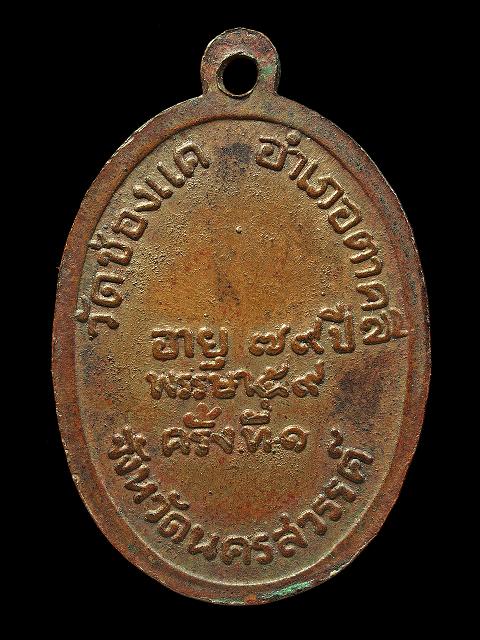 วัดช่องแค อำเภอตาคลี
อายุ ๗๙ ปี
พรรษา ๕๙
ครั้งที่ ๑
จังหวัดนครสวรรค์